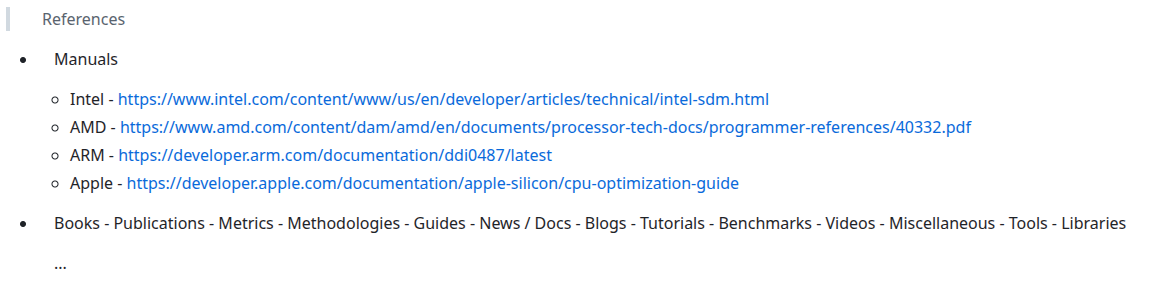 References
Manuals
Intel - https://www.intel.com/content/www/us/en/developer/articles/technical/intel-sdm.html
AMD - https://www.amd.com/content/dam/amd/en/documents/processor-tech-docs/programmer-references/40332.pdf
ARM - https://developer.arm.com/documentation/ddi0487/latest
Apple - https://developer.apple.com/documentation/apple-silicon/cpu-optimization-guide
Books - Publications - Metrics - Methodologies - Guides - News / Docs - Blogs - Tutorials - Benchmarks - Videos - Miscellaneous - Tools - Libraries
...